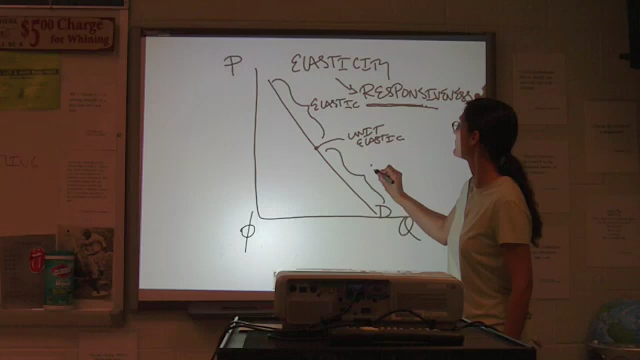 $5.00 Charge
for Whining
P
ELASTICITY
RESPONSIVENESS
ELASTIC
UNIT
ELASTIC
D
Φ
Q